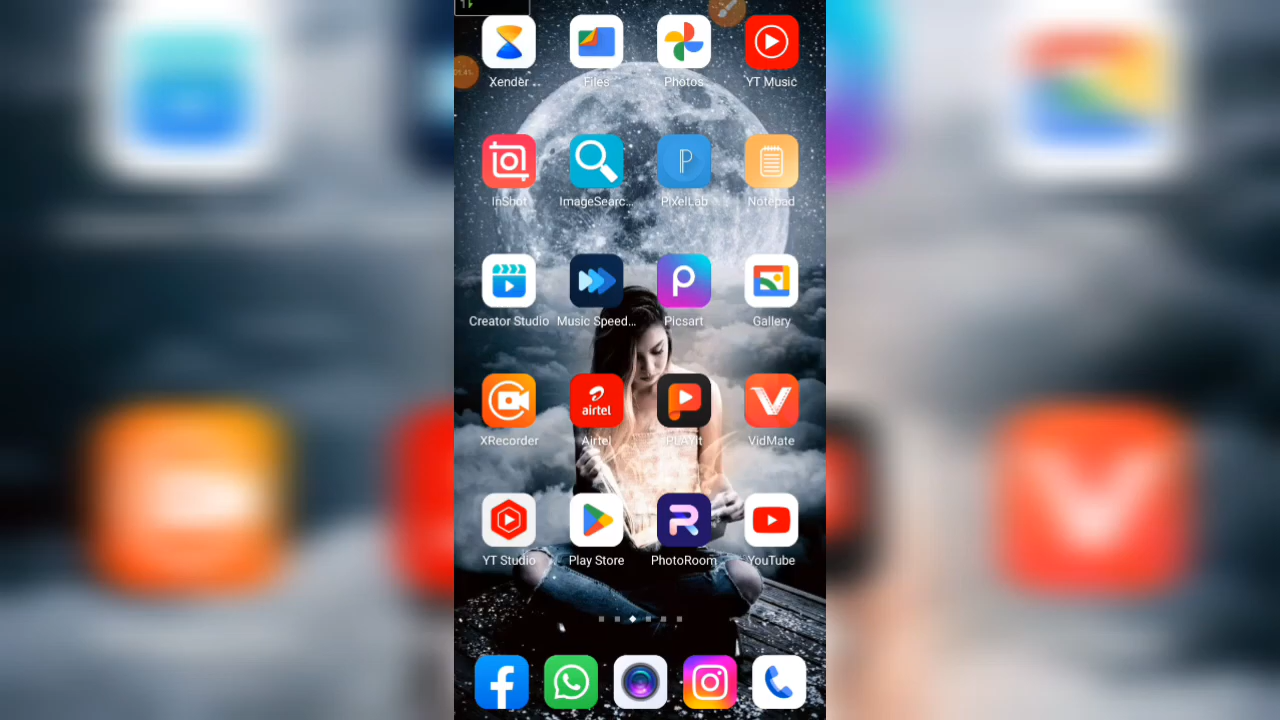 Xender
Files
Photos
YT Music
InShot
ImageSearc...
PixelLab
Notepad
Creator Studio
Music Speed...
Picsart
Gallery
XRecorder
airtel
Airtel
PLAYit
VidMate
YT Studio
Play Store
PhotoRoom
YouTube